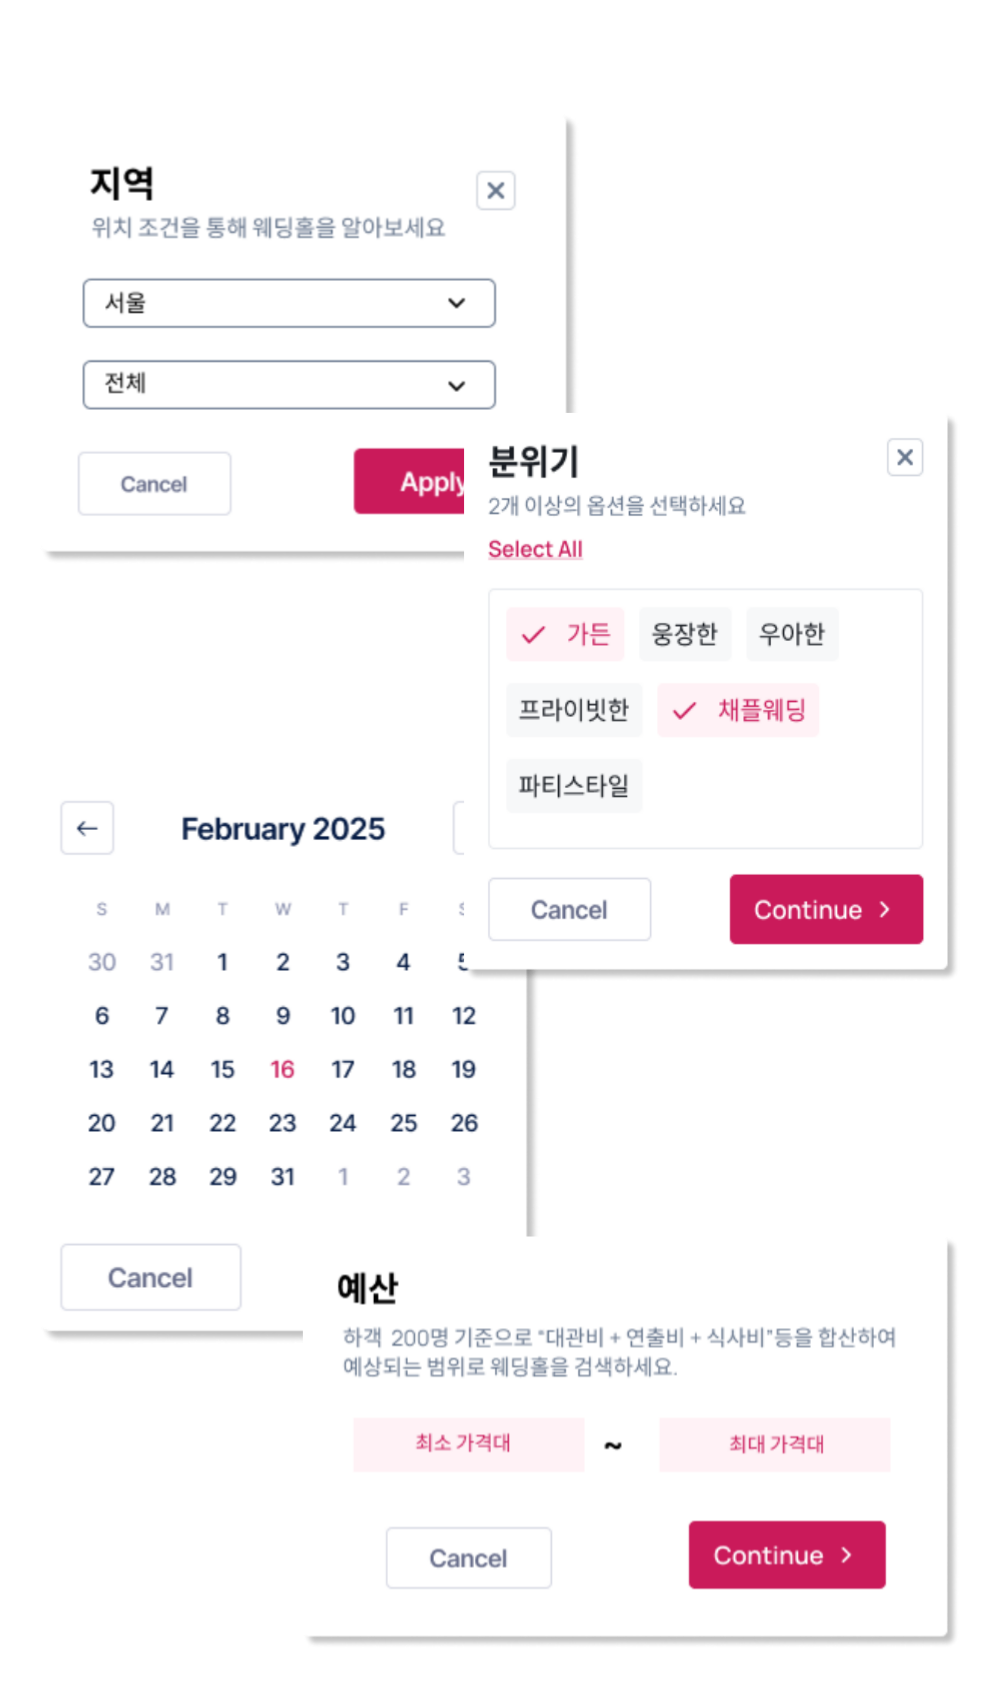 지역
위치 조건을 통해 웨딩홀을 알아보세요
서울
전체
Cancel
Apply
분위기
2개 이상의 옵션을 선택하세요
Select All
가든 웅장한 우아한
프라이빗한 채플웨딩
파티스타일
Cancel
Continue
February 2025
S M T W T F S
30 31 1 2 3 4 5
6 7 8 9 10 11 12
13 14 15 16 17 18 19
20 21 22 23 24 25 26
27 28 29 31 1 2 3
Cancel
예산
하객 200명 기준으로 "대관비 + 연출비 + 식사비"등을 합산하여
예상되는 범위로 웨딩홀을 검색하세요.
최소 가격대 ~ 최대 가격대
Cancel
Continue